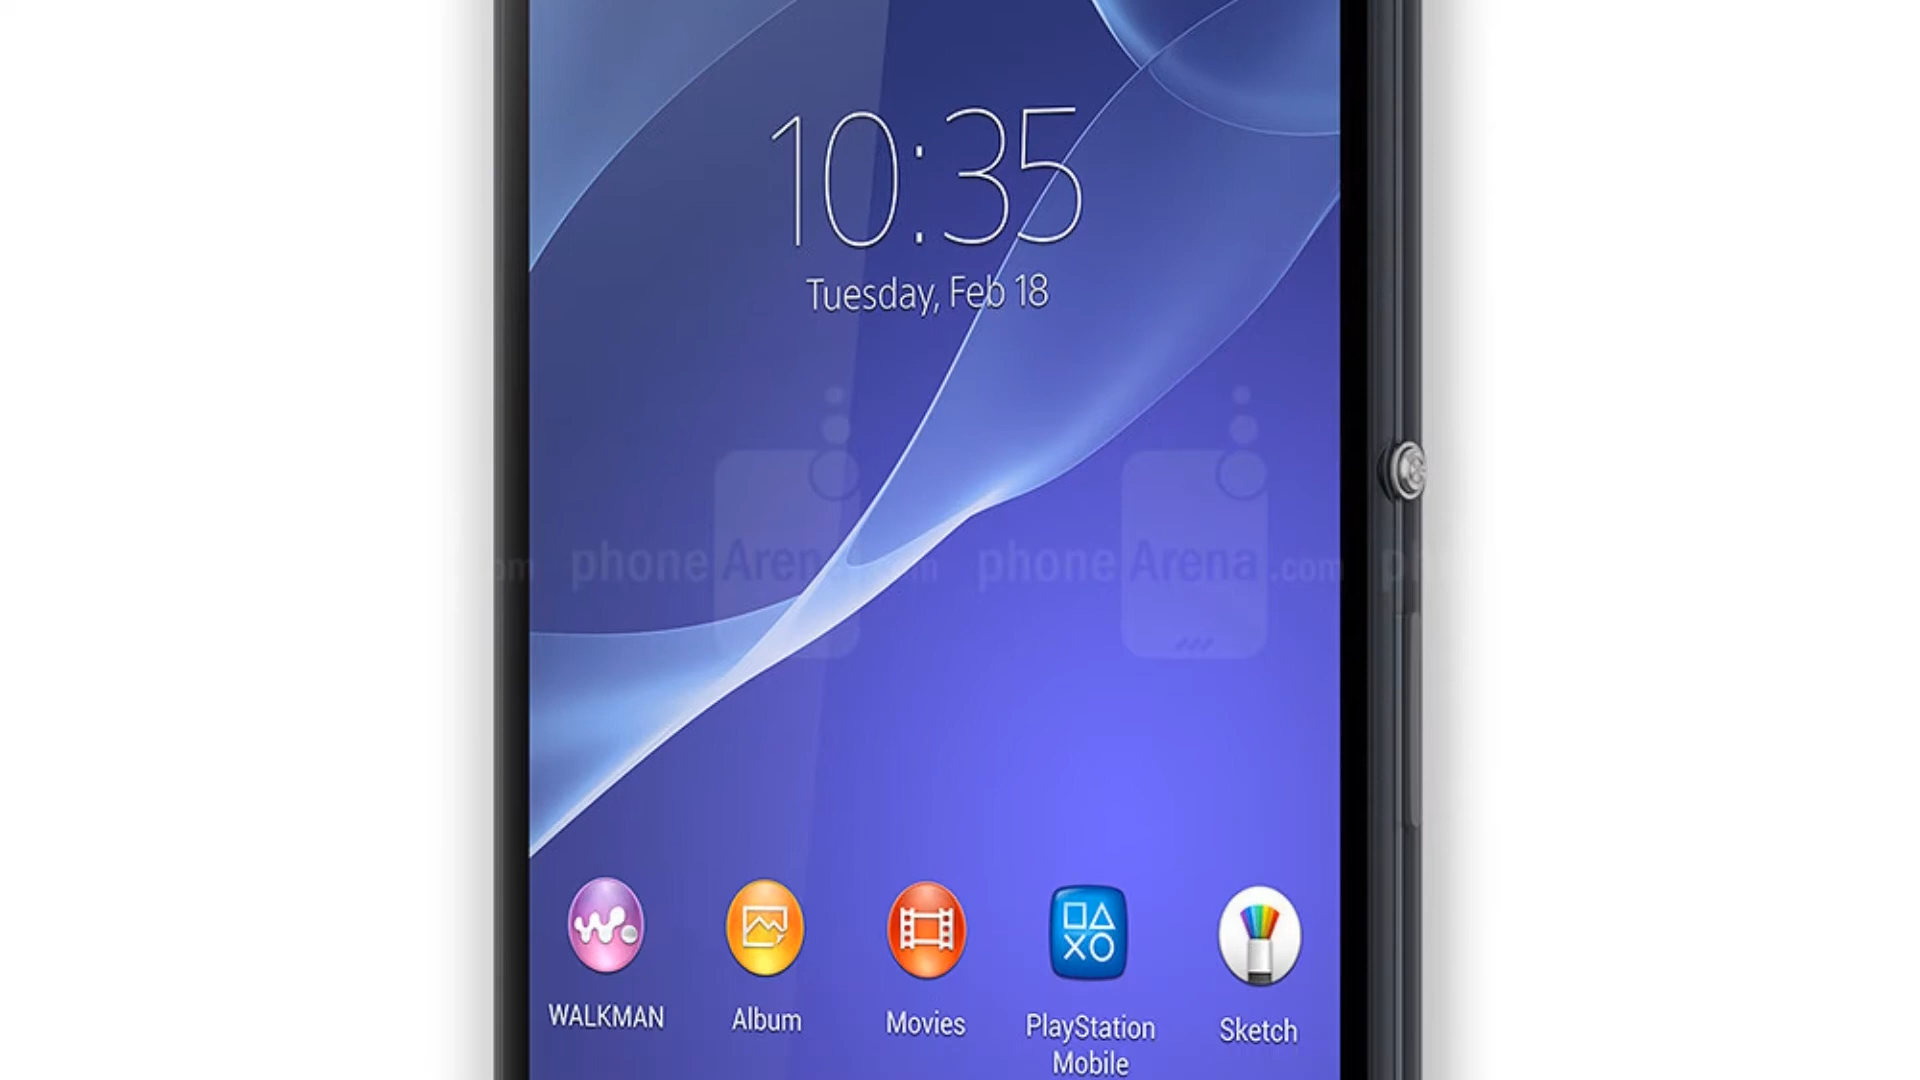 10:35
Tuesday, Feb 18
phoneArena.com
phoneArena.com
WALKMAN
Album
Movies
PlayStation
Mobile
Sketch